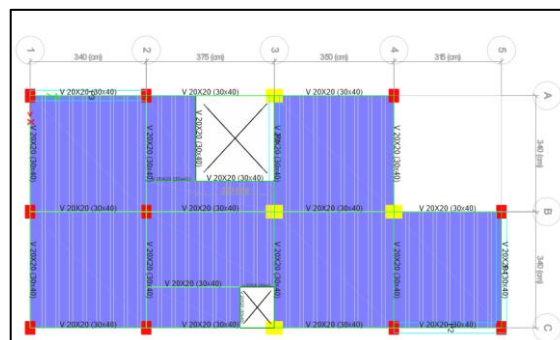 1 2 3 4 5
340 (cm) 375 (cm) 350 (cm) 315 (cm)
V 20X20 (30x40) V 20X20 (30x40) V 20X20 (30x40)
A
V 20X20 (30x40) V 20X20 (30x40) V 20X20 (30x40) V 20X20 (30x40)
340 (cm)
V 20X20 (30x40)
V 20X20 (30x40) V 20X20 (30x40) V 20X20 (30x40) V 20X20 (30x40)
B
V 20X20 (30x40) V 20X20 (30x40) V 20X20 (30x40) V 20X20 (30x40)
340 (cm)
V 20X20 (30x40)
V 20X20 (30x40) V 20X20 (30x40) V 20X20 (30x40) V 20X20 (30x40)
C